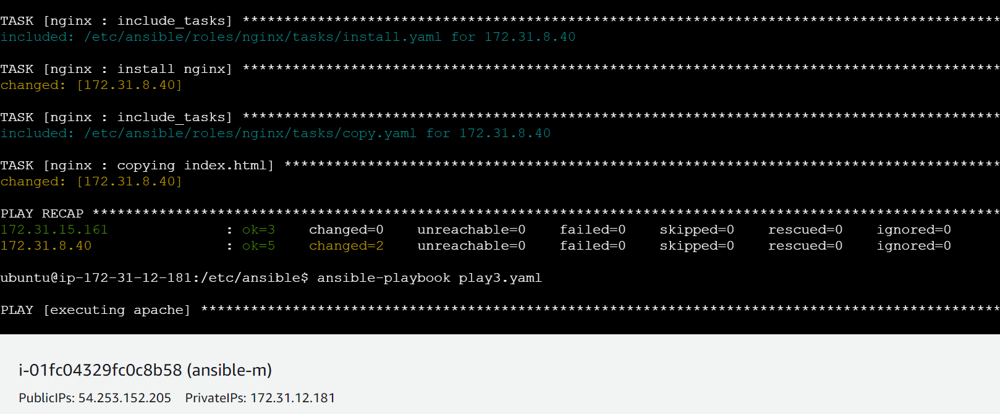 TASK [nginx : include_tasks] *******************************************************************************************
included: /etc/ansible/roles/nginx/tasks/install.yaml for 172.31.8.40
TASK [nginx : install nginx] *******************************************************************************************
changed: [172.31.8.40]
TASK [nginx : include_tasks] *******************************************************************************************
included: /etc/ansible/roles/nginx/tasks/copy.yaml for 172.31.8.40
TASK [nginx : copying index.html] **************************************************************************************
changed: [172.31.8.40]
PLAY RECAP *************************************************************************************************************
172.31.15.161 : ok=3 changed=0 unreachable=0 failed=0 skipped=0 rescued=0 ignored=0
172.31.8.40 : ok=5 changed=2 unreachable=0 failed=0 skipped=0 rescued=0 ignored=0
ubuntu@ip-172-31-12-181:/etc/ansible$ ansible-playbook play3.yaml
PLAY [executing apache] ************************************************************************************************
i-01fc04329fc0c8b58 (ansible-m)
PublicIPs: 54.253.152.205 PrivateIPs: 172.31.12.181